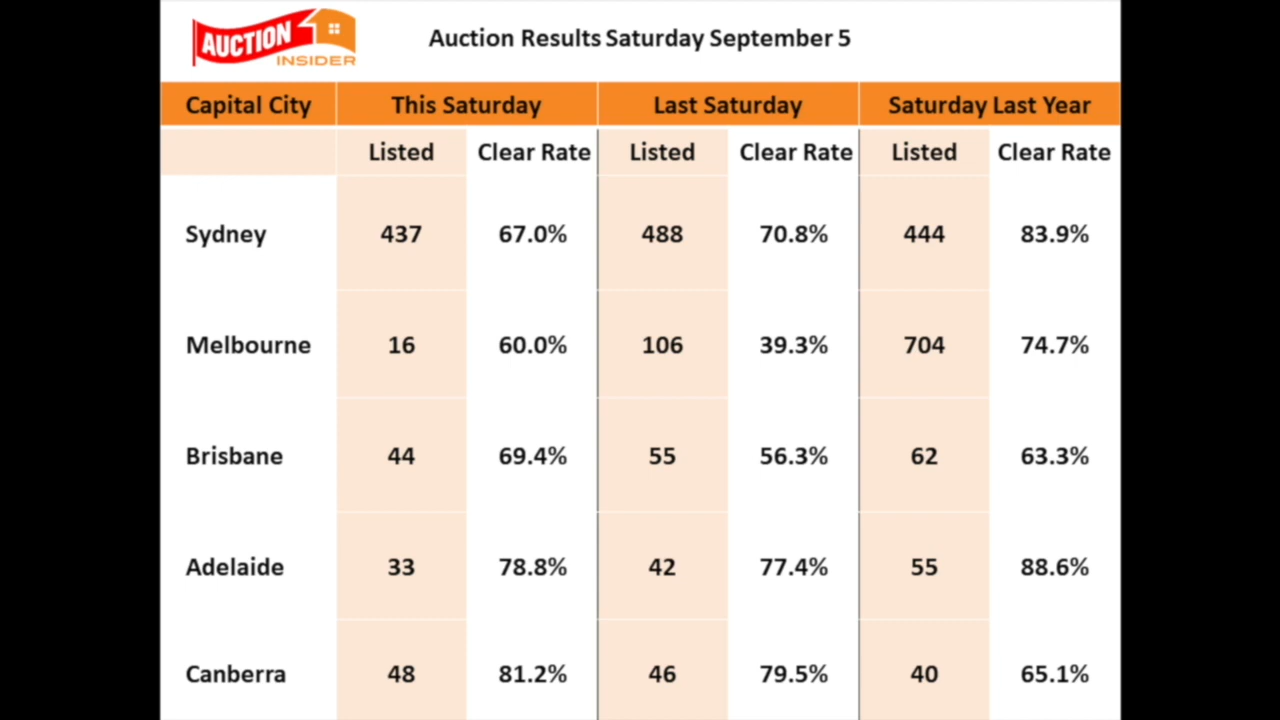 AUCTION
INSIDER
Auction Results Saturday September 5
Capital City This Saturday Last Saturday Saturday Last Year
Listed Clear Rate Listed Clear Rate Listed Clear Rate
Sydney 437 67.0% 488 70.8% 444 83.9%
Melbourne 16 60.0% 106 39.3% 704 74.7%
Brisbane 44 69.4% 55 56.3% 62 63.3%
Adelaide 33 78.8% 42 77.4% 55 88.6%
Canberra 48 81.2% 46 79.5% 40 65.1%